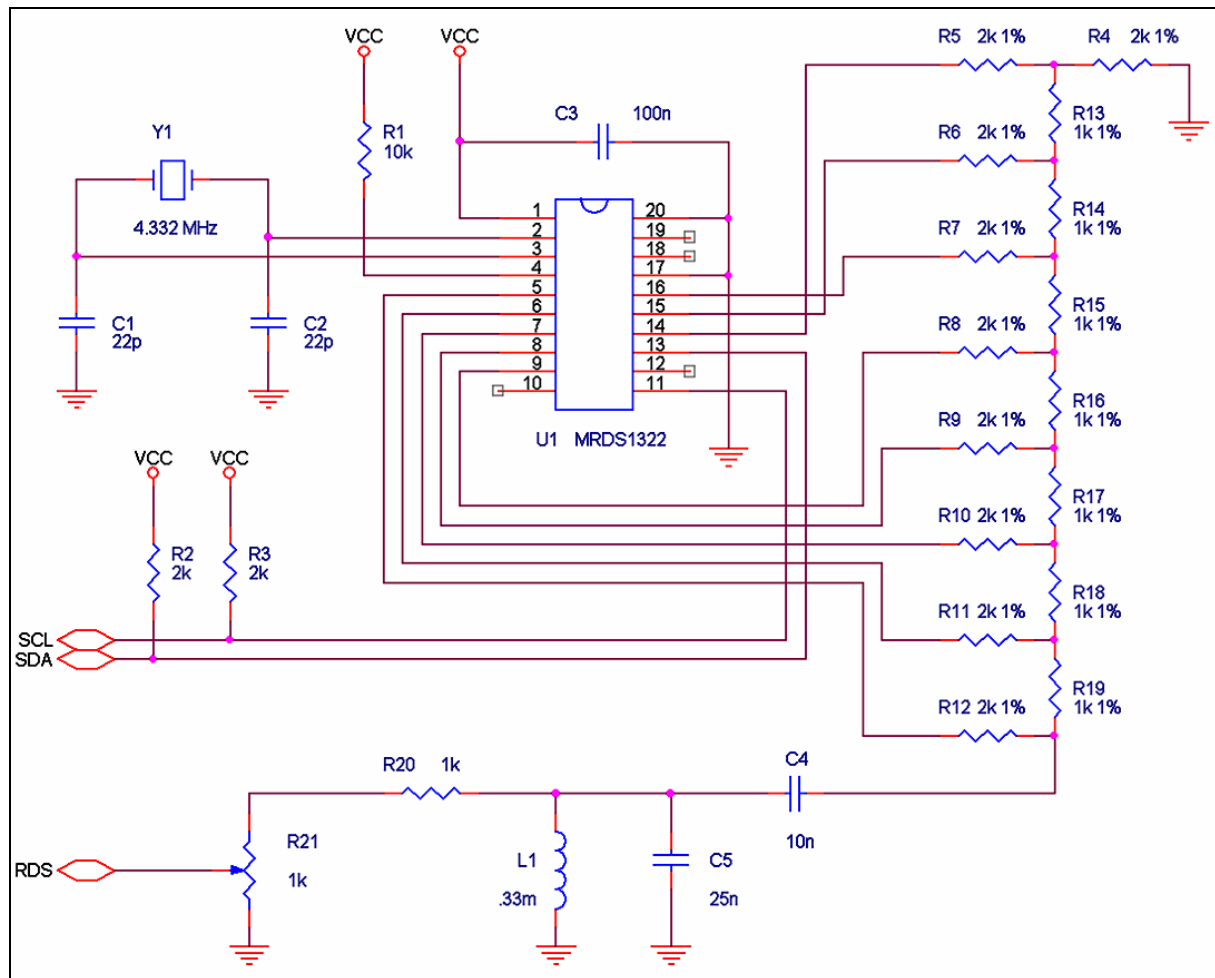 VCC
VCC
R5 2k 1%
R4 2k 1%
C3 100n
R13
1k 1%
Y1
R1
10k
R6 2k 1%
4.332 MHz
1 20
2 19
3 18
4 17
5 16
6 15
7 14
8 13
9 12
10 11
R14
1k 1%
R7 2k 1%
C1
22p
C2
22p
R15
1k 1%
R8 2k 1%
U1 MRDS1322
R16
1k 1%
R9 2k 1%
VCC
VCC
R17
1k 1%
R10 2k 1%
R2
2k
R3
2k
R18
1k 1%
R11 2k 1%
SCL
SDA
R19
1k 1%
R12 2k 1%
R20 1k
C4
10n
R21
1k
RDS
L1
.33m
C5
25n